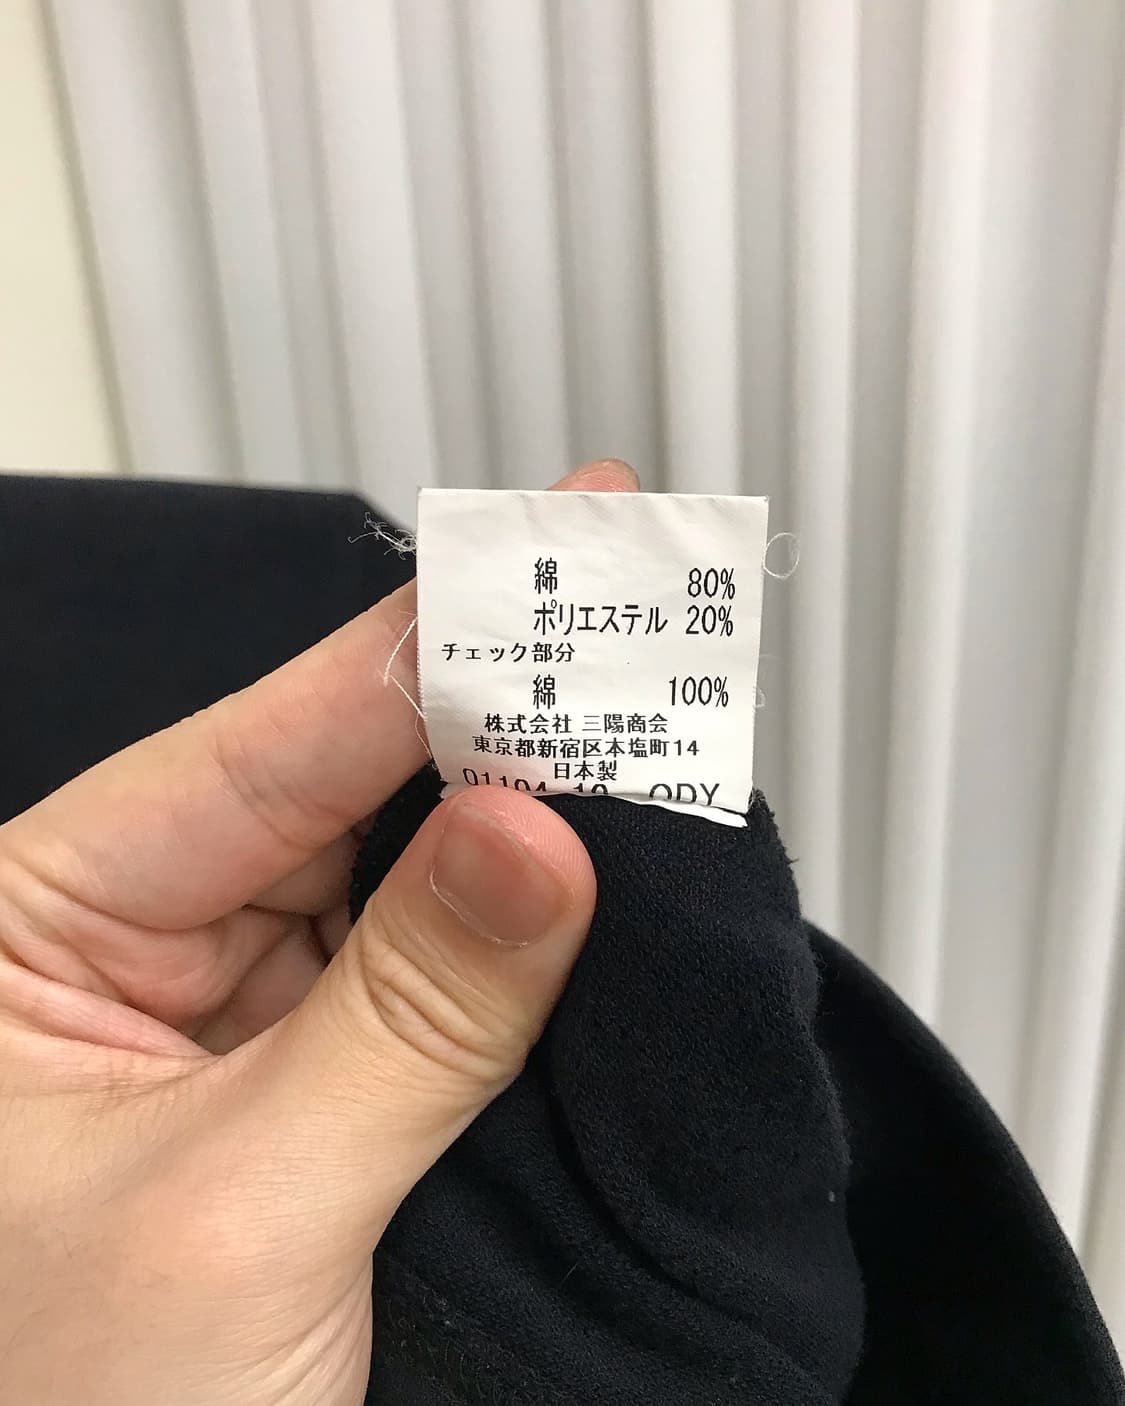 綿 80%
ポリエステル 20%
チェック部分
綿 100%
株式会社 三陽商会
東京都新宿区本塩町14
日本製